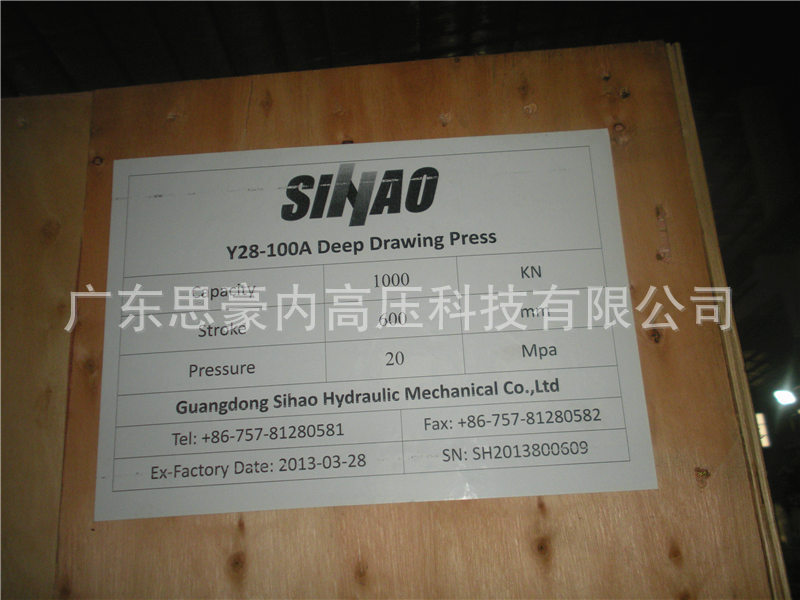 SIHAO
Y28-100A Deep Drawing Press
Capacity 1000 KN
广东思豪内高压科技有限公司
Stroke 600 mm
Pressure 20 Mpa
Guangdong Sihao Hydraulic Mechanical Co.,Ltd
Tel: +86-757-81280581 Fax: +86-757-81280582
Ex-Factory Date: 2013-03-28 SN: SH2013800609